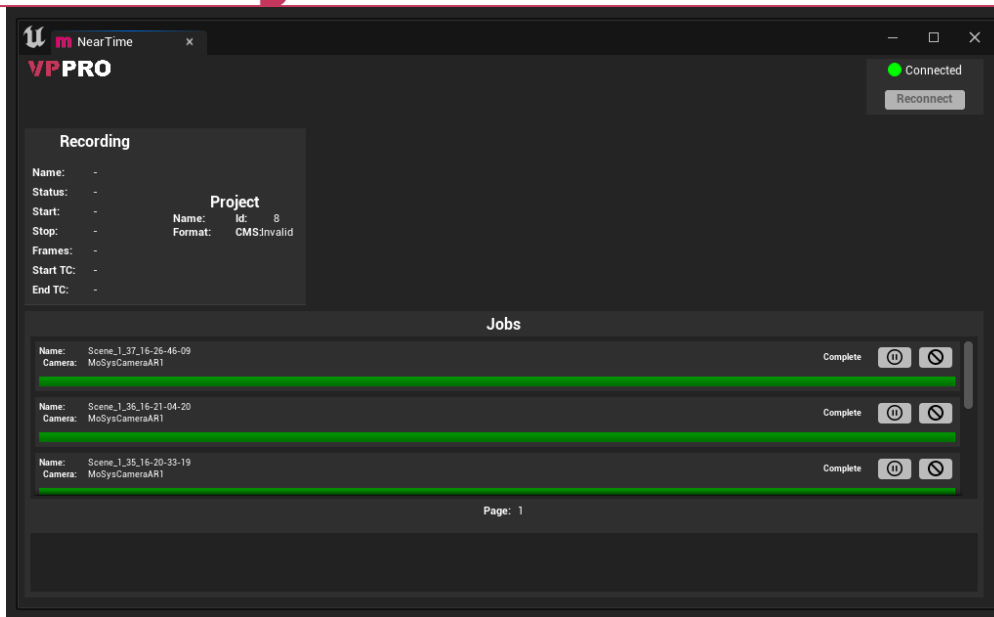 m NearTime
VPPRO
Connected
Reconnect
Recording
Name: -
Status: -
Start: -
Stop: -
Frames: -
Start TC: -
End TC: -
Project
Name: Id: 8
Format: CMS:Invalid
Jobs
Name: Scene_1_37_16-26-46-09
Camera: MoSysCameraAR1
Complete
Name: Scene_1_36_16-21-04-20
Camera: MoSysCameraAR1
Complete
Name: Scene_1_35_16-20-33-19
Camera: MoSysCameraAR1
Complete
Page: 1